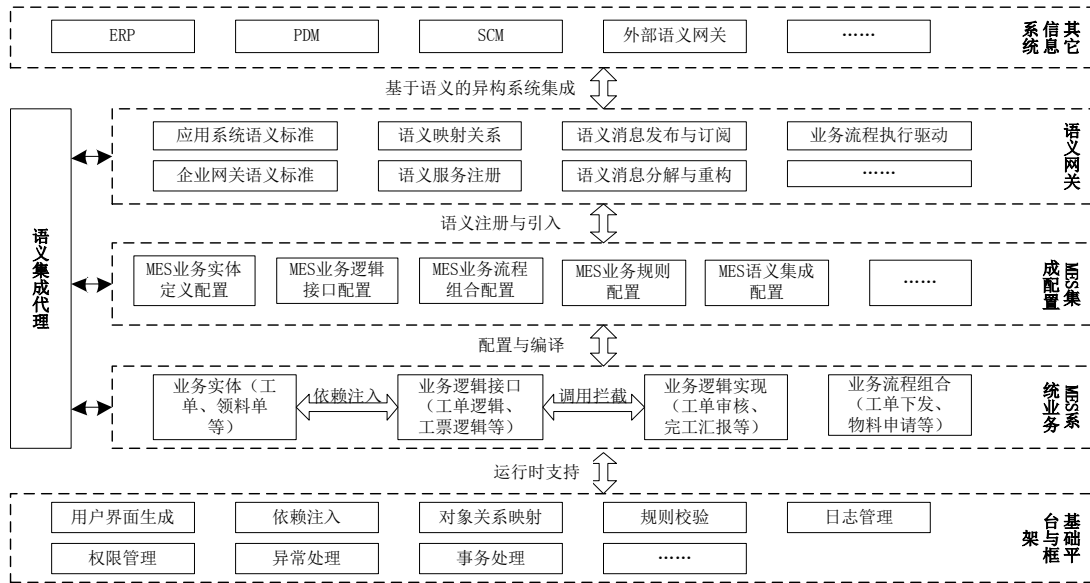 ERP
PDM
SCM
外部语义网关
……
其它
信息
系统
基于语义的异构系统集成
应用系统语义标准
语义映射关系
语义消息发布与订阅
业务流程执行驱动
企业网关语义标准
语义服务注册
语义消息分解与重构
……
语义网关
语义集成代理
语义注册与引入
MES业务实体
定义配置
MES业务逻辑
接口配置
MES业务流程
组合配置
MES业务规则
配置
MES语义集成
配置
……
MES集
成配置
配置与编译
业务实体（工
单、领料单
等）
依赖注入
业务逻辑接口
（工单逻辑、
工票逻辑等）
调用拦截
业务逻辑实现
（工单审核、
完工汇报等）
业务流程组合
（工单下发、
物料申请等）
MES系
统业务
运行时支持
用户界面生成
依赖注入
对象关系映射
规则校验
日志管理
权限管理
异常处理
事务处理
……
基础平
台与框
架